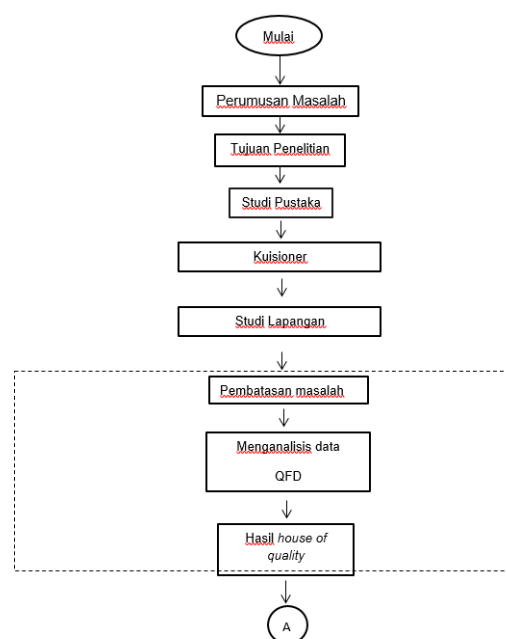 Mulai
Perumusan Masalah
Tujuan Penelitian
Studi Pustaka
Kuisioner
Studi Lapangan
Pembatasan masalah
Menganalisis data
QFD
Hasil house of
quality
A